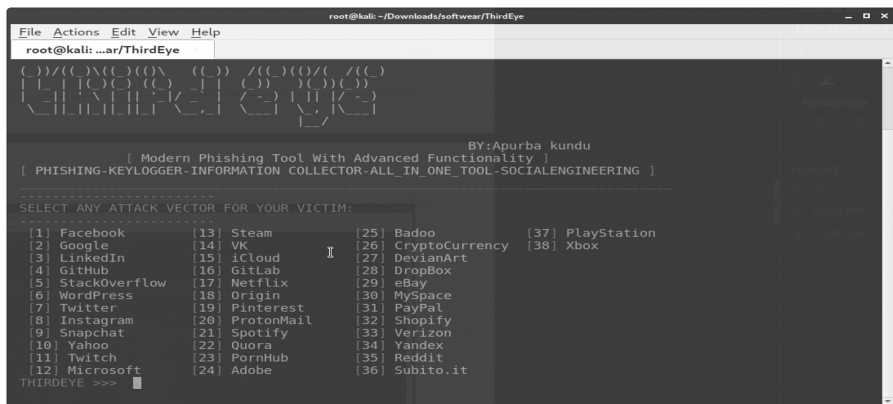 root@kali: ~/Downloads/softwear/ThirdEye
File Actions Edit View Help
root@kali: ...ar/ThirdEye
BY:Apurba kundu
[ Modern Phishing Tool With Advanced Functionality ]
[ PHISHING-KEYLOGGER-INFORMATION COLLECTOR-ALL_IN_ONE_TOOL-SOCIALENGINEERING ]
SELECT ANY ATTACK VECTOR FOR YOUR VICTIM:
[1] Facebook [13] Steam [25] Badoo [37] PlayStation
[2] Google [14] VK [26] CryptoCurrency [38] Xbox
[3] LinkedIn [15] iCloud [27] DevianArt
[4] GitHub [16] GitLab [28] DropBox
[5] StackOverflow [17] Netflix [29] eBay
[6] WordPress [18] Origin [30] MySpace
[7] Twitter [19] Pinterest [31] PayPal
[8] Instagram [20] ProtonMail [32] Shopify
[9] Snapchat [21] Spotify [33] Verizon
[10] Yahoo [22] Quora [34] Yandex
[11] Twitch [23] PornHub [35] Reddit
[12] Microsoft [24] Adobe [36] Subito.it
THIRDEYE >>>
Paragraph
Spacing